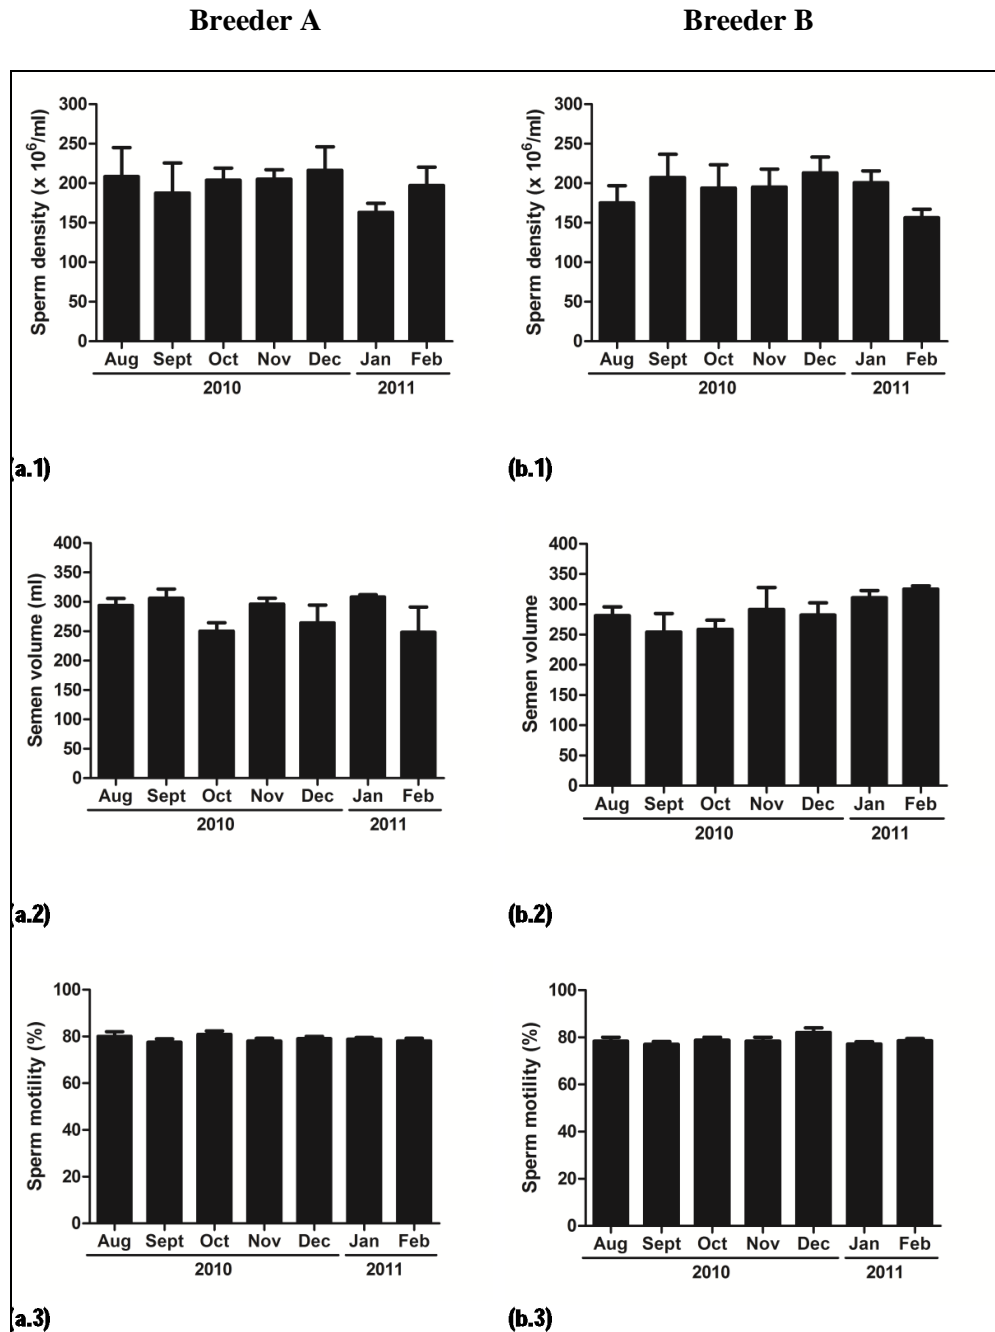 Breeder A
Breeder B
Sperm density (x 10⁶/ml)
300
250
200
150
100
50
0
Aug Sept Oct Nov Dec Jan Feb
2010 2011
(a.1)
Sperm density (x 10⁶/ml)
300
250
200
150
100
50
0
Aug Sept Oct Nov Dec Jan Feb
2010 2011
(b.1)
Semen volume (ml)
400
350
300
250
200
150
100
50
0
Aug Sept Oct Nov Dec Jan Feb
2010 2011
(a.2)
Semen volume
400
350
300
250
200
150
100
50
0
Aug Sept Oct Nov Dec Jan Feb
2010 2011
(b.2)
Sperm motility (%)
100
80
60
40
20
0
Aug Sept Oct Nov Dec Jan Feb
2010 2011
(a.3)
Sperm motility (%)
100
80
60
40
20
0
Aug Sept Oct Nov Dec Jan Feb
2010 2011
(b.3)